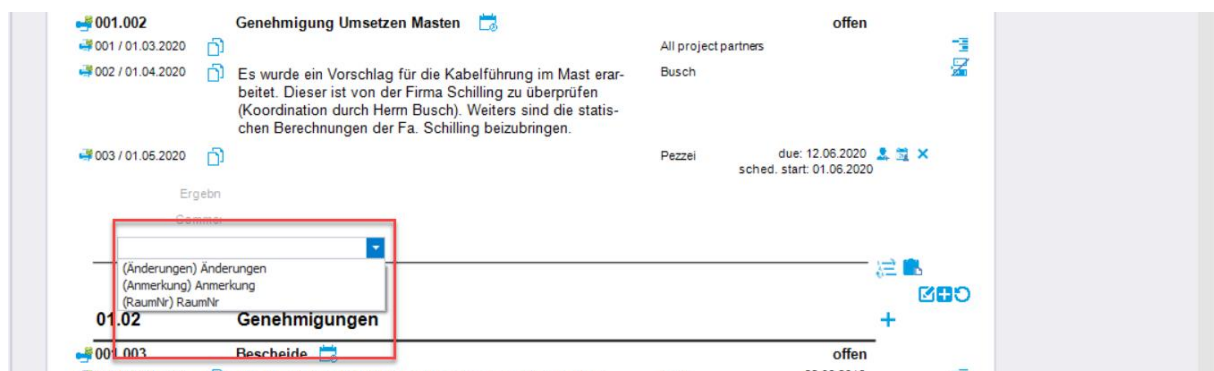 001.002 Genehmigung Umsetzen Masten offen
001 / 01.03.2020 All project partners
002 / 01.04.2020 Es wurde ein Vorschlag für die Kabelführung im Mast erar- Busch
beitet. Dieser ist von der Firma Schilling zu überprüfen
(Koordination durch Herrn Busch). Weiters sind die statis-
chen Berechnungen der Fa. Schilling beizubringen.
003 / 01.05.2020 Pezzei due: 12.06.2020
sched. start: 01.06.2020
Ergebn
(Änderungen) Änderungen
(Anmerkung) Anmerkung
(RaumNr) RaumNr
01.02 Genehmigungen
001.003 Bescheide offen